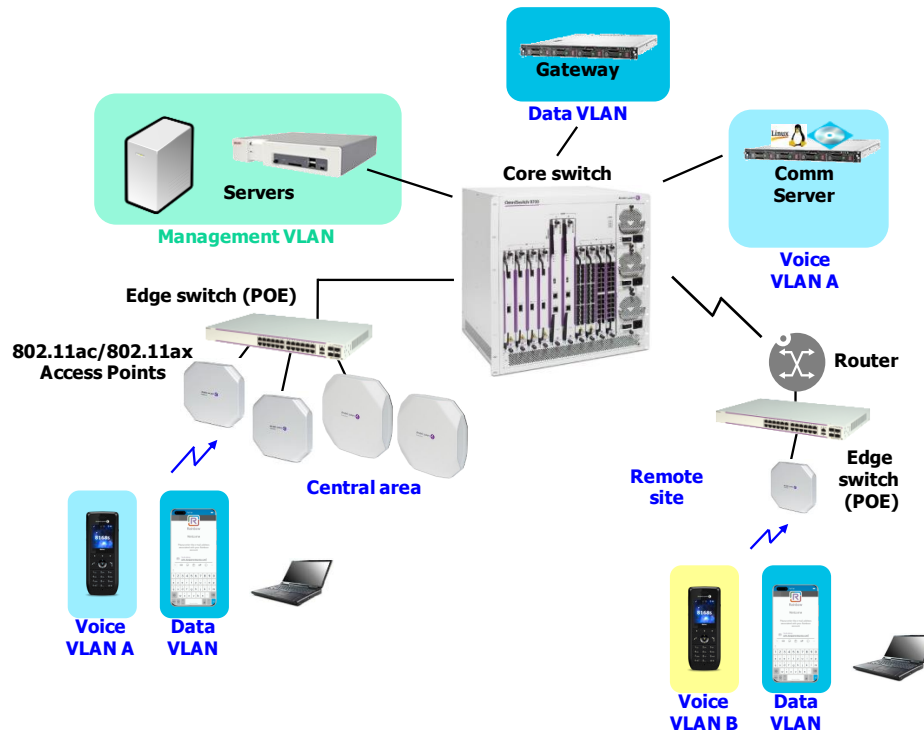 Gateway
Data VLAN
Servers
Management VLAN
Core switch
Linux
Comm
Server
Voice
VLAN A
Edge switch (POE)
802.11ac/802.11ax
Access Points
Central area
Router
Remote
site
Edge
switch
(POE)
8168s
Voice
VLAN A
Data
VLAN
8168s
Voice
VLAN B
Data
VLAN